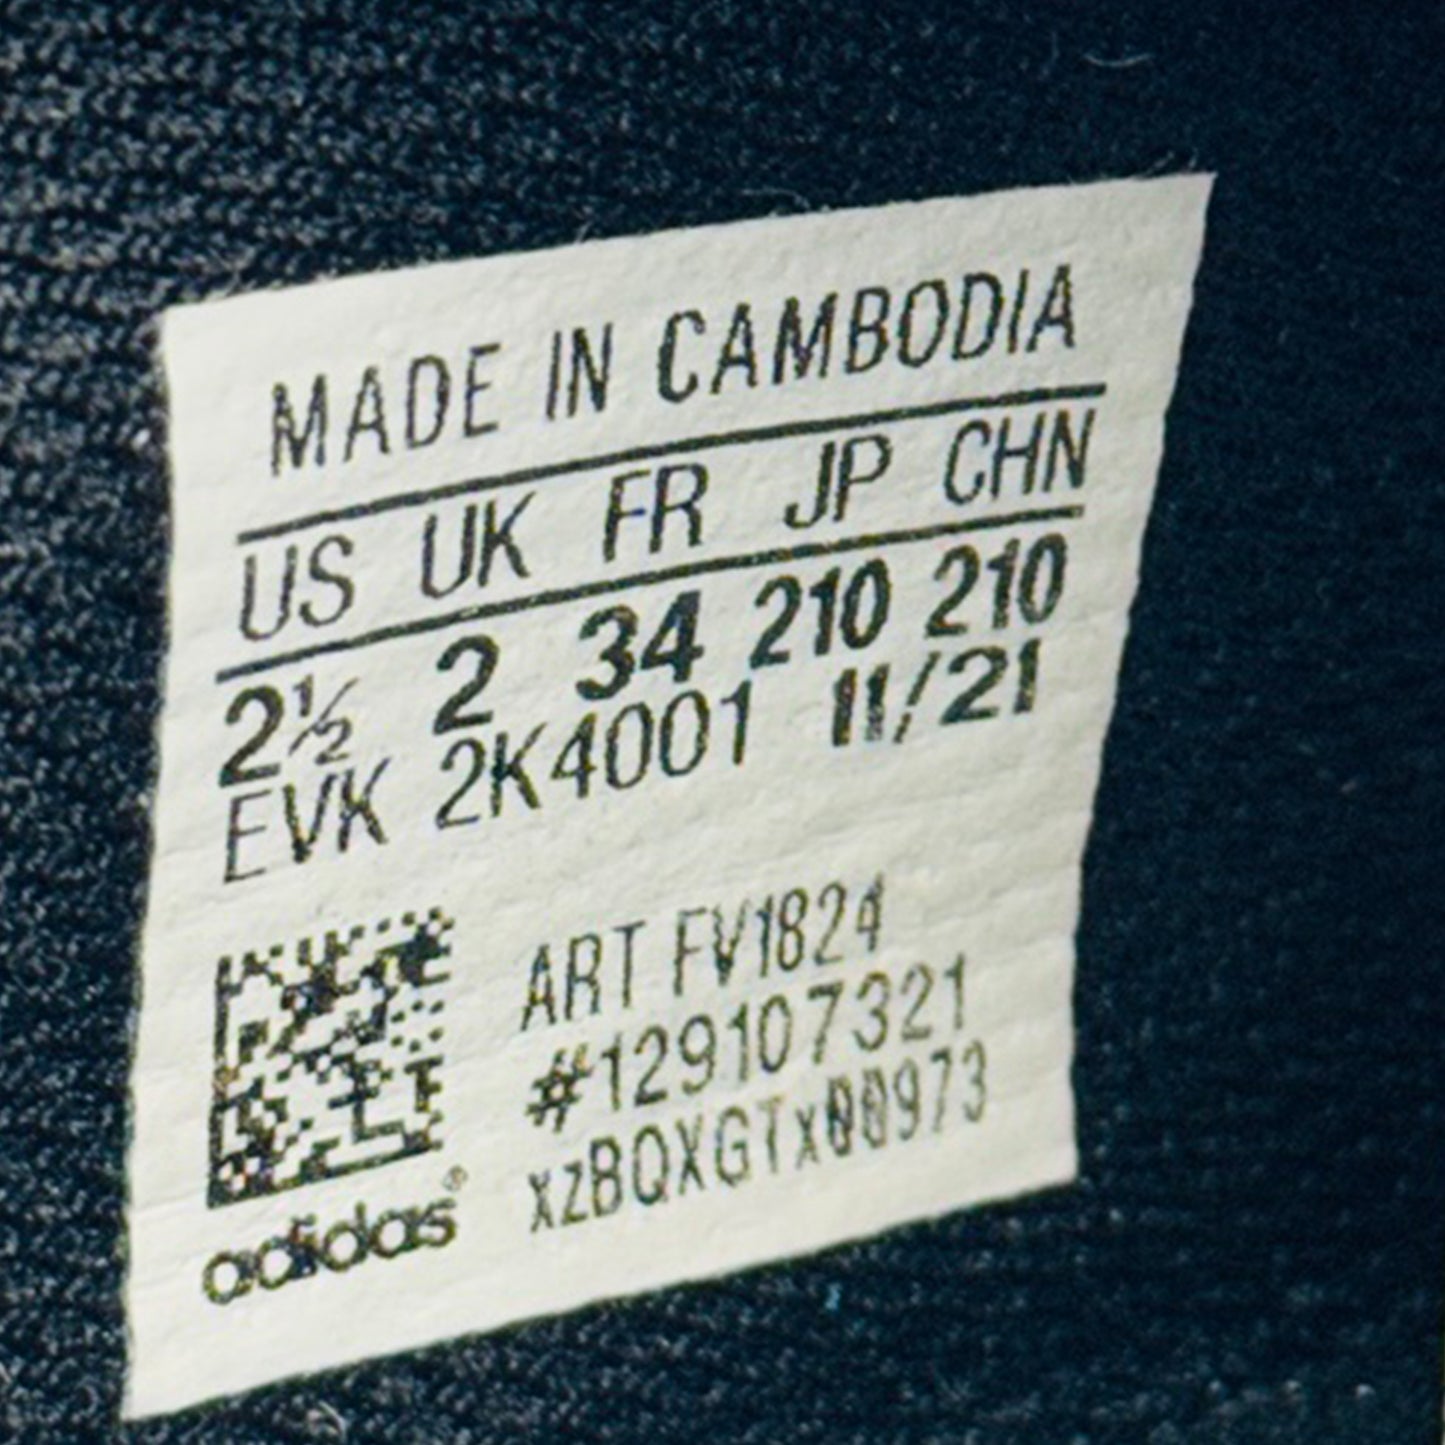 MADE IN CAMBODIA
US UK FR JP CHN
2½ 2 34 210 210
EVK 2K4001 11/21
ART FV1824
#129107321
xzBQXGTx00973
adidas®